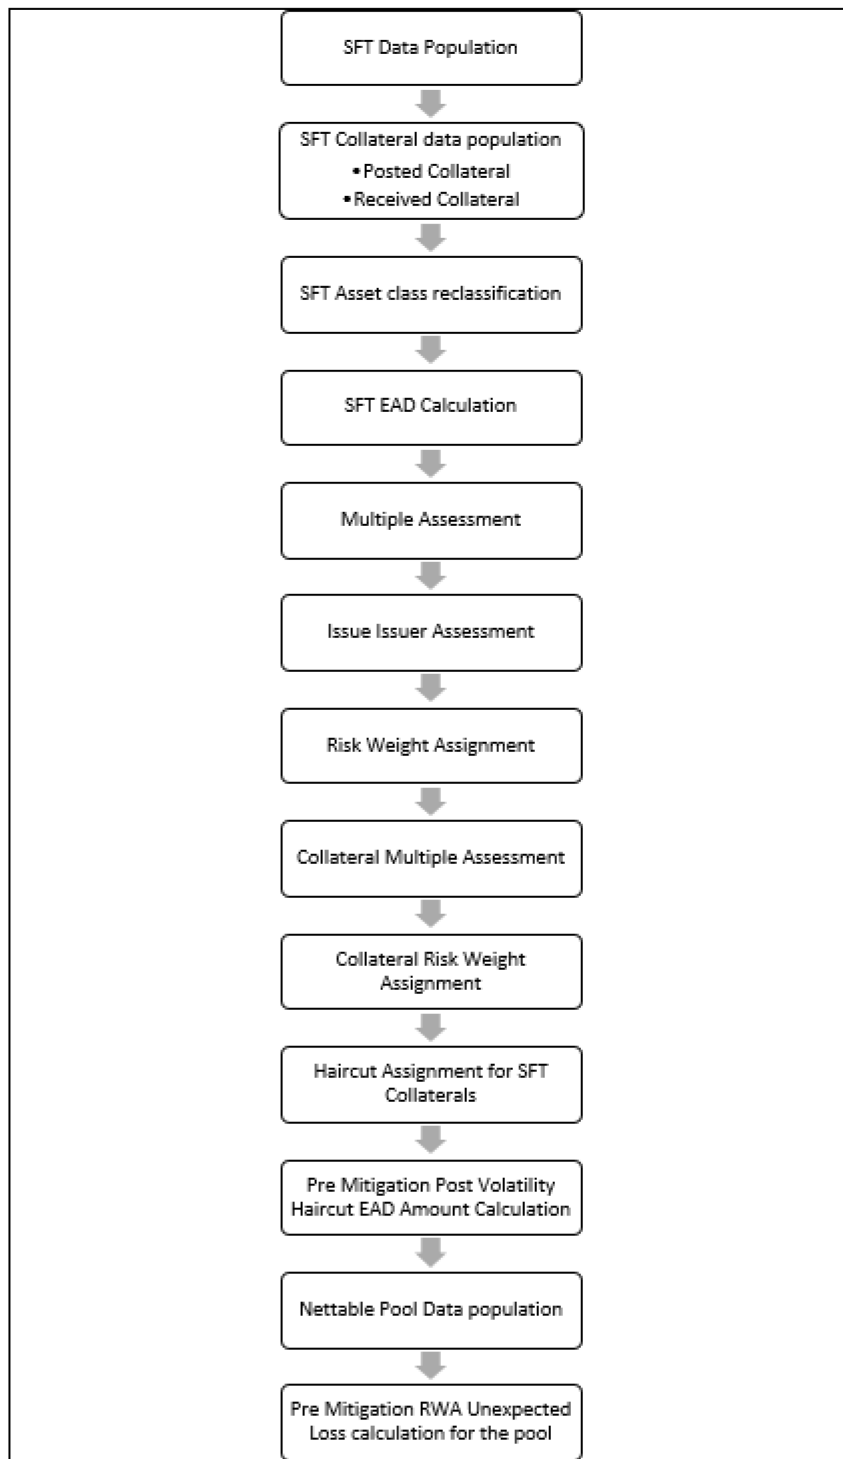 SFT Data Population
SFT Collateral data population
•Posted Collateral
•Received Collateral
SFT Asset class reclassification
SFT EAD Calculation
Multiple Assessment
Issue Issuer Assessment
Risk Weight Assignment
Collateral Multiple Assessment
Collateral Risk Weight
Assignment
Haircut Assignment for SFT
Collaterals
Pre Mitigation Post Volatility
Haircut EAD Amount Calculation
Nettable Pool Data population
Pre Mitigation RWA Unexpected
Loss calculation for the pool